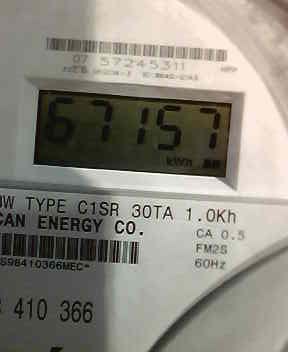 07 57245311
67157
kWh
W TYPE C1SR 30TA 1.0Kh
CAN ENERGY CO.
CA 0.5
FM2S
60Hz
S98410366MEC*
410 366